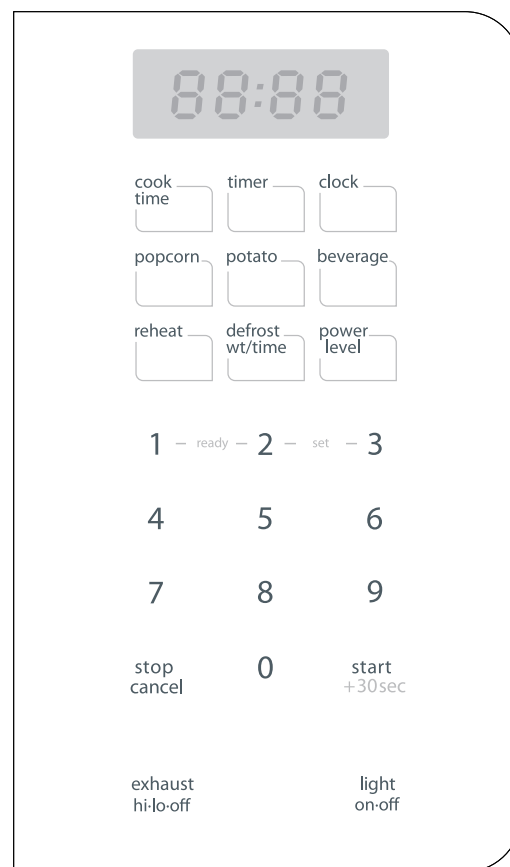 88:88
cook time
timer
clock
popcorn
potato
beverage
reheat
defrost wt/time
power level
1 – ready – 2 – set – 3
4 5 6
7 8 9
stop cancel
0
start +30sec
exhaust hi·lo·off
light on·off